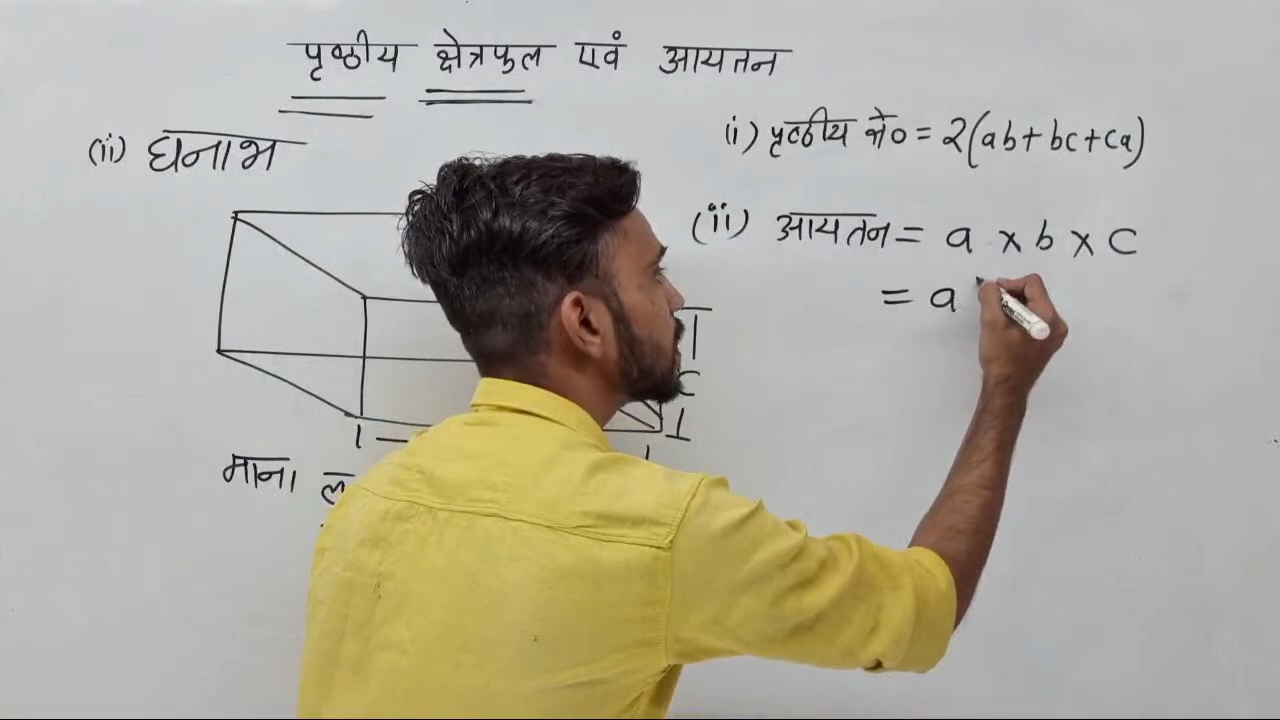 पृष्ठीय क्षेत्रफल एवं आयतन
(ii) घनाभ
(i) पृष्ठीय क्षे० = 2(ab+bc+ca)
(ii) आयतन = a x b x c
= a
c
माना ल